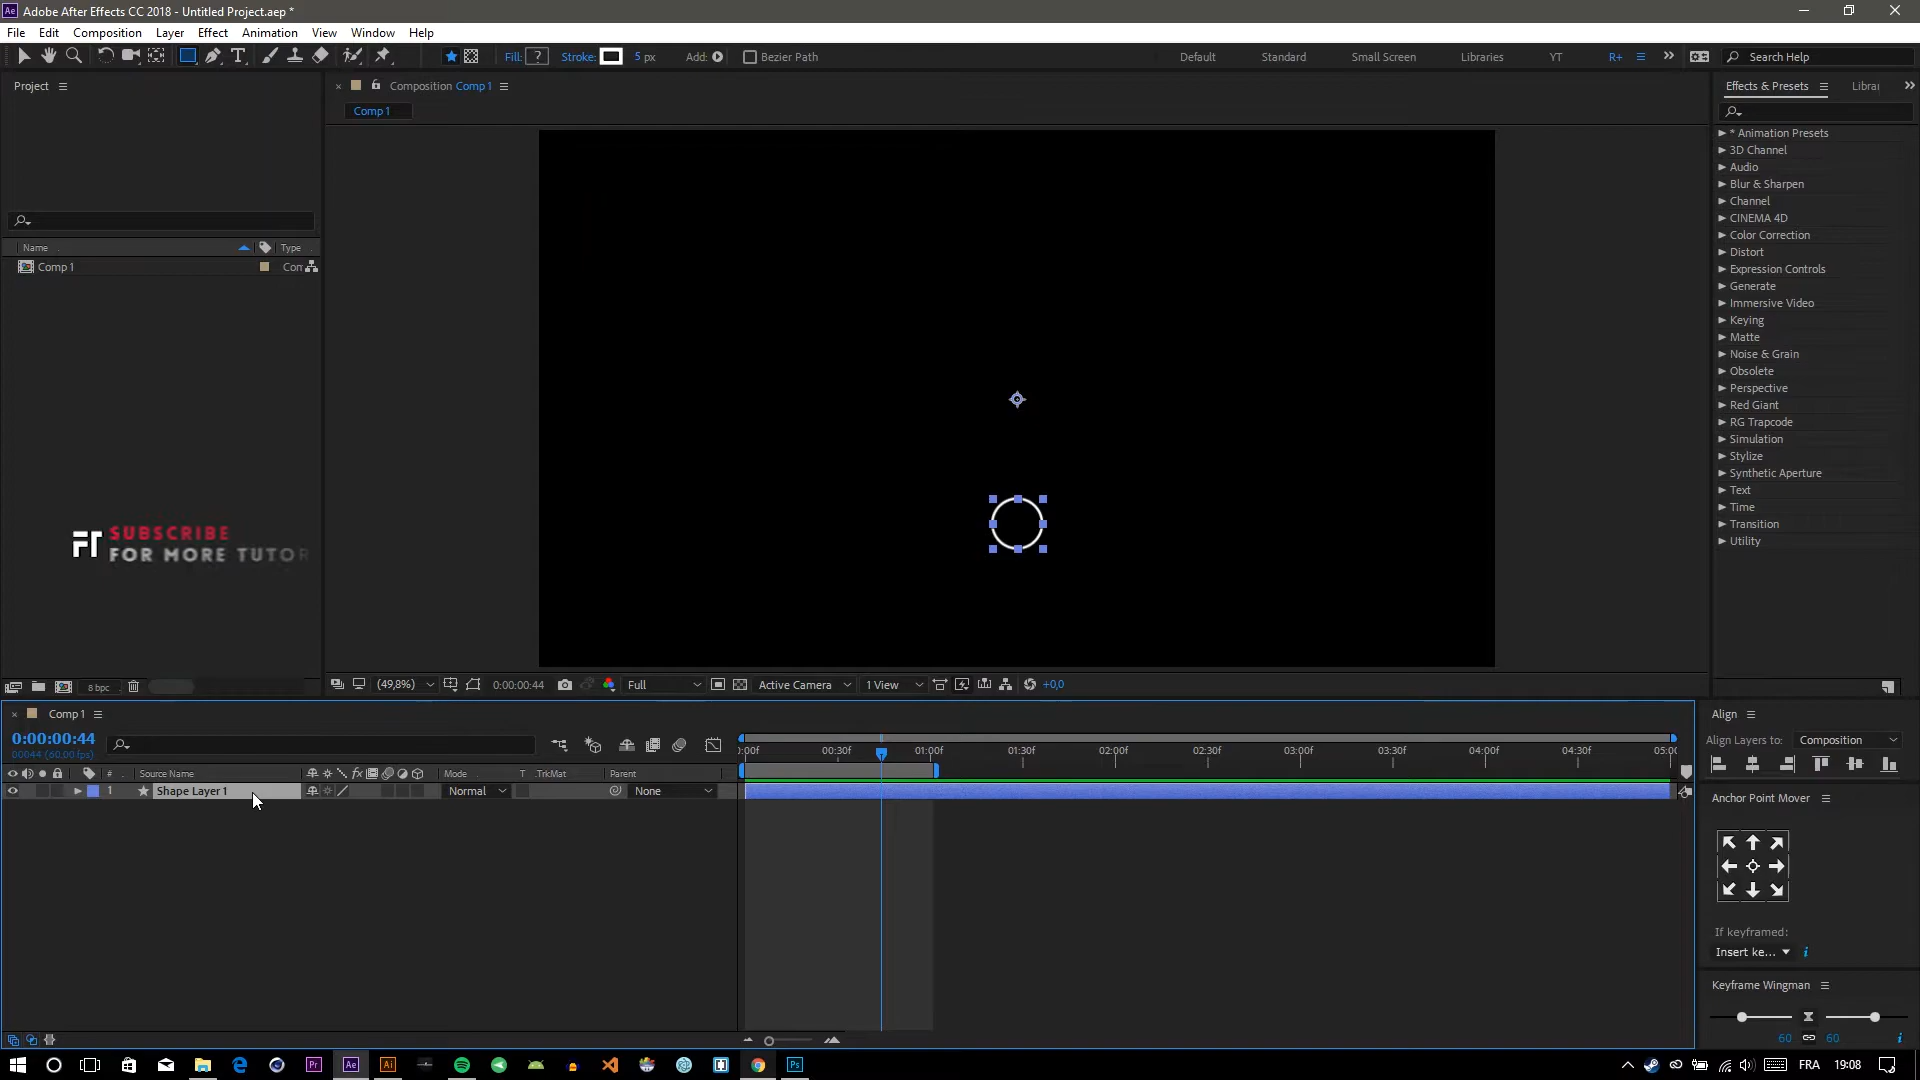 Adobe After Effects CC 2018 - Untitled Project.aep *
File Edit Composition Layer Effect Animation View Window Help
Fill: ? Stroke: 5 px Add: Bezier Path Default Standard Small Screen Libraries YT R+ Search Help
Project
Composition Comp 1
Effects & Presets Librar
Comp 1
* Animation Presets
3D Channel
Audio
Blur & Sharpen
Channel
CINEMA 4D
Color Correction
Distort
Expression Controls
Generate
Immersive Video
Keying
Matte
Noise & Grain
Obsolete
Perspective
Red Giant
RG Trapcode
Simulation
Stylize
Synthetic Aperture
Text
Time
Transition
Utility
Name Type
Comp 1 Con
SUBSCRIBE
FOR MORE TUTOR
8 bpc
(49,8%) 0:00:00:44 Full Active Camera 1 View +0,0
Comp 1
0:00:00:44
00044 (60.00 fps)
:00f 00:30f 01:00f 01:30f 02:00f 02:30f 03:00f 03:30f 04:00f 04:30f 05:00
# Source Name fx Mode T .TrkMat Parent
1 Shape Layer 1 Normal None
Align
Align Layers to: Composition
Anchor Point Mover
If keyframed:
Insert ke...
Keyframe Wingman
60 60
FRA 19:08